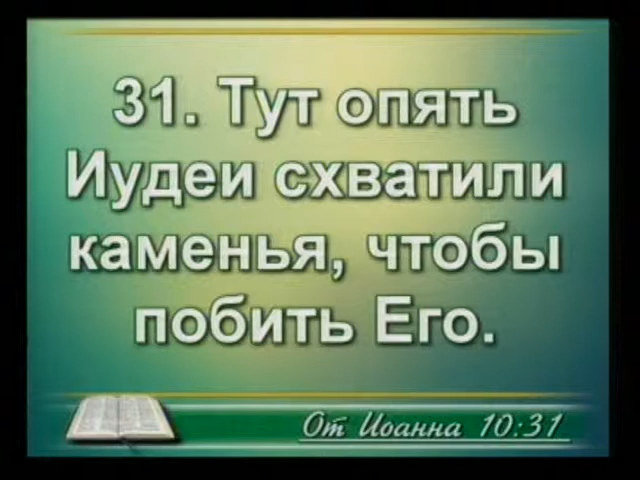 31. Тут опять
Иудеи схватили
каменья, чтобы
побить Его.
От Иоанна 10:31